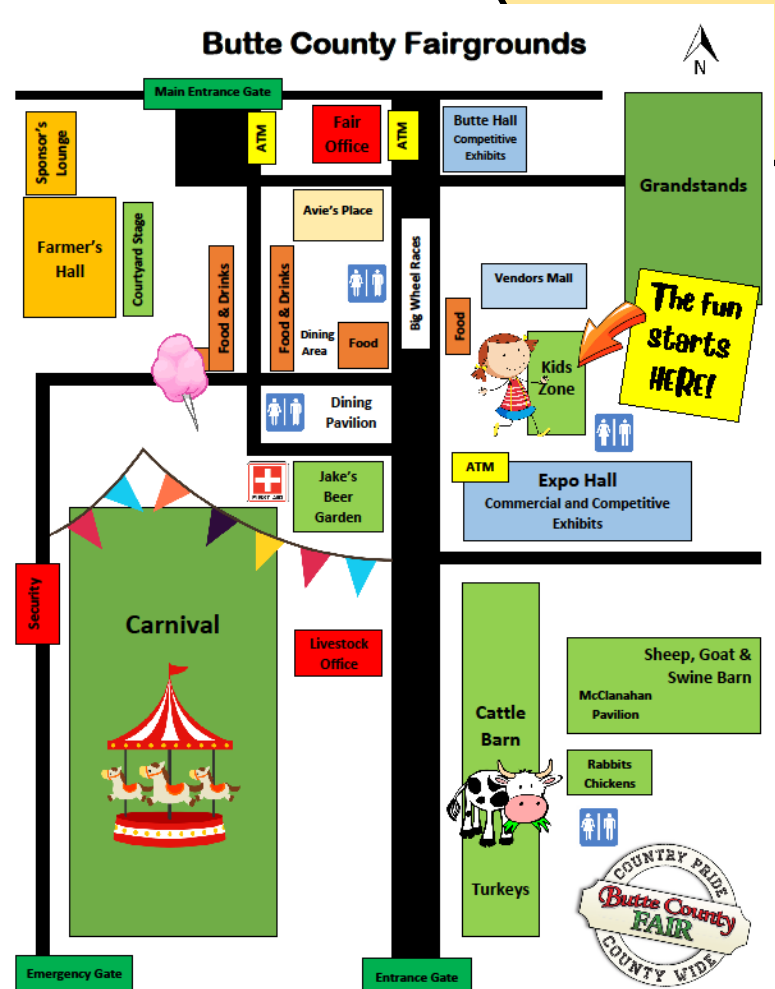 Butte County Fairgrounds
N
Main Entrance Gate
Sponsor's
Lounge
ATM
Fair
Office
ATM
Butte Hall
Competitive
Exhibits
Grandstands
Farmer's
Hall
Courtyard Stage
Avie's Place
Food & Drinks
Food & Drinks
Big Wheel Races
Vendors Mall
The fun
starts
HERE!
Dining
Area
Food
Food
Kids
Zone
Dining
Pavilion
FIRST AID
Jake's
Beer
Garden
ATM
Expo Hall
Commercial and Competitive
Exhibits
Security
Carnival
Livestock
Office
Cattle
Barn
Sheep, Goat &
Swine Barn
McClanahan
Pavilion
Rabbits
Chickens
Turkeys
COUNTRY PRIDE
Butte County
FAIR
COUNTY WIDE
Emergency Gate
Entrance Gate